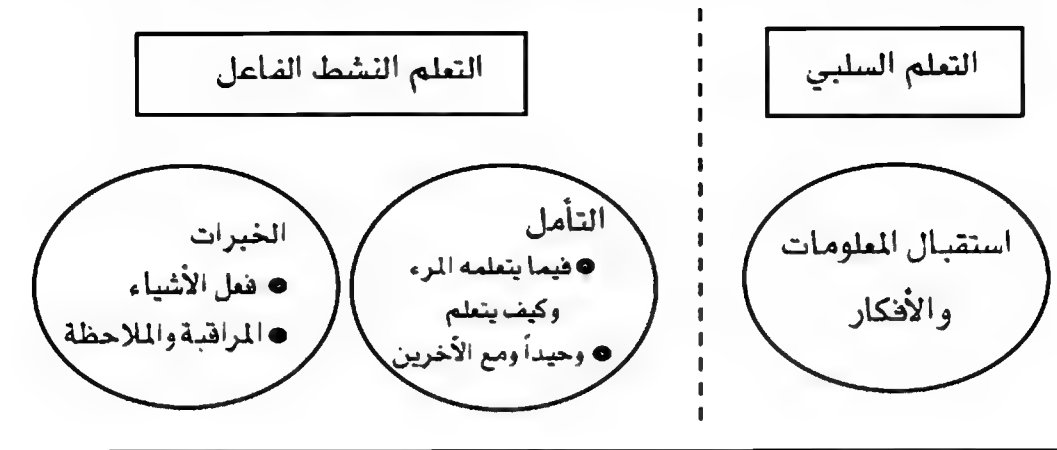 التعلم السلبي
استقبال المعلومات
والأفكار
التعلم النشط الفاعل
التأمل
● فيما يتعلمه المرء
وكيف يتعلم
● وحيداً ومع الأخرين
الخبرات
● فعل الأشياء
● المراقبة والملاحظة